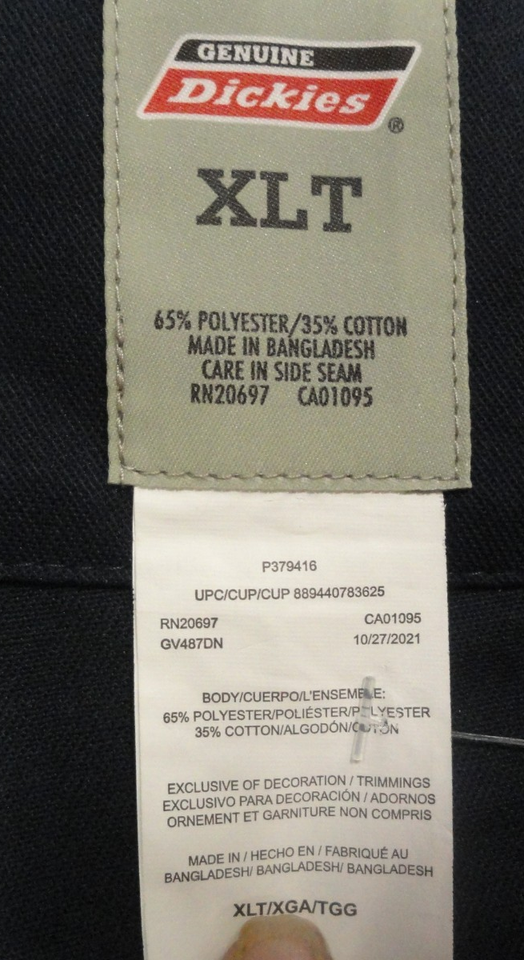 GENUINE
Dickies
®
XLT
65% POLYESTER/35% COTTON
MADE IN BANGLADESH
CARE IN SIDE SEAM
RN20697 CA01095
P379416
UPC/CUP/CUP 889440783625
RN20697 CA01095
GV487DN 10/27/2021
BODY/CUERPO/L'ENSEMBLE:
65% POLYESTER/POLIÉSTER/POLYESTER
35% COTTON/ALGODÓN/COTON
EXCLUSIVE OF DECORATION / TRIMMINGS
EXCLUSIVO PARA DECORACIÓN / ADORNOS
ORNEMENT ET GARNITURE NON COMPRIS
MADE IN / HECHO EN / FABRIQUÉ AU
BANGLADESH/ BANGLADESH/ BANGLADESH
XLT/XGA/TGG